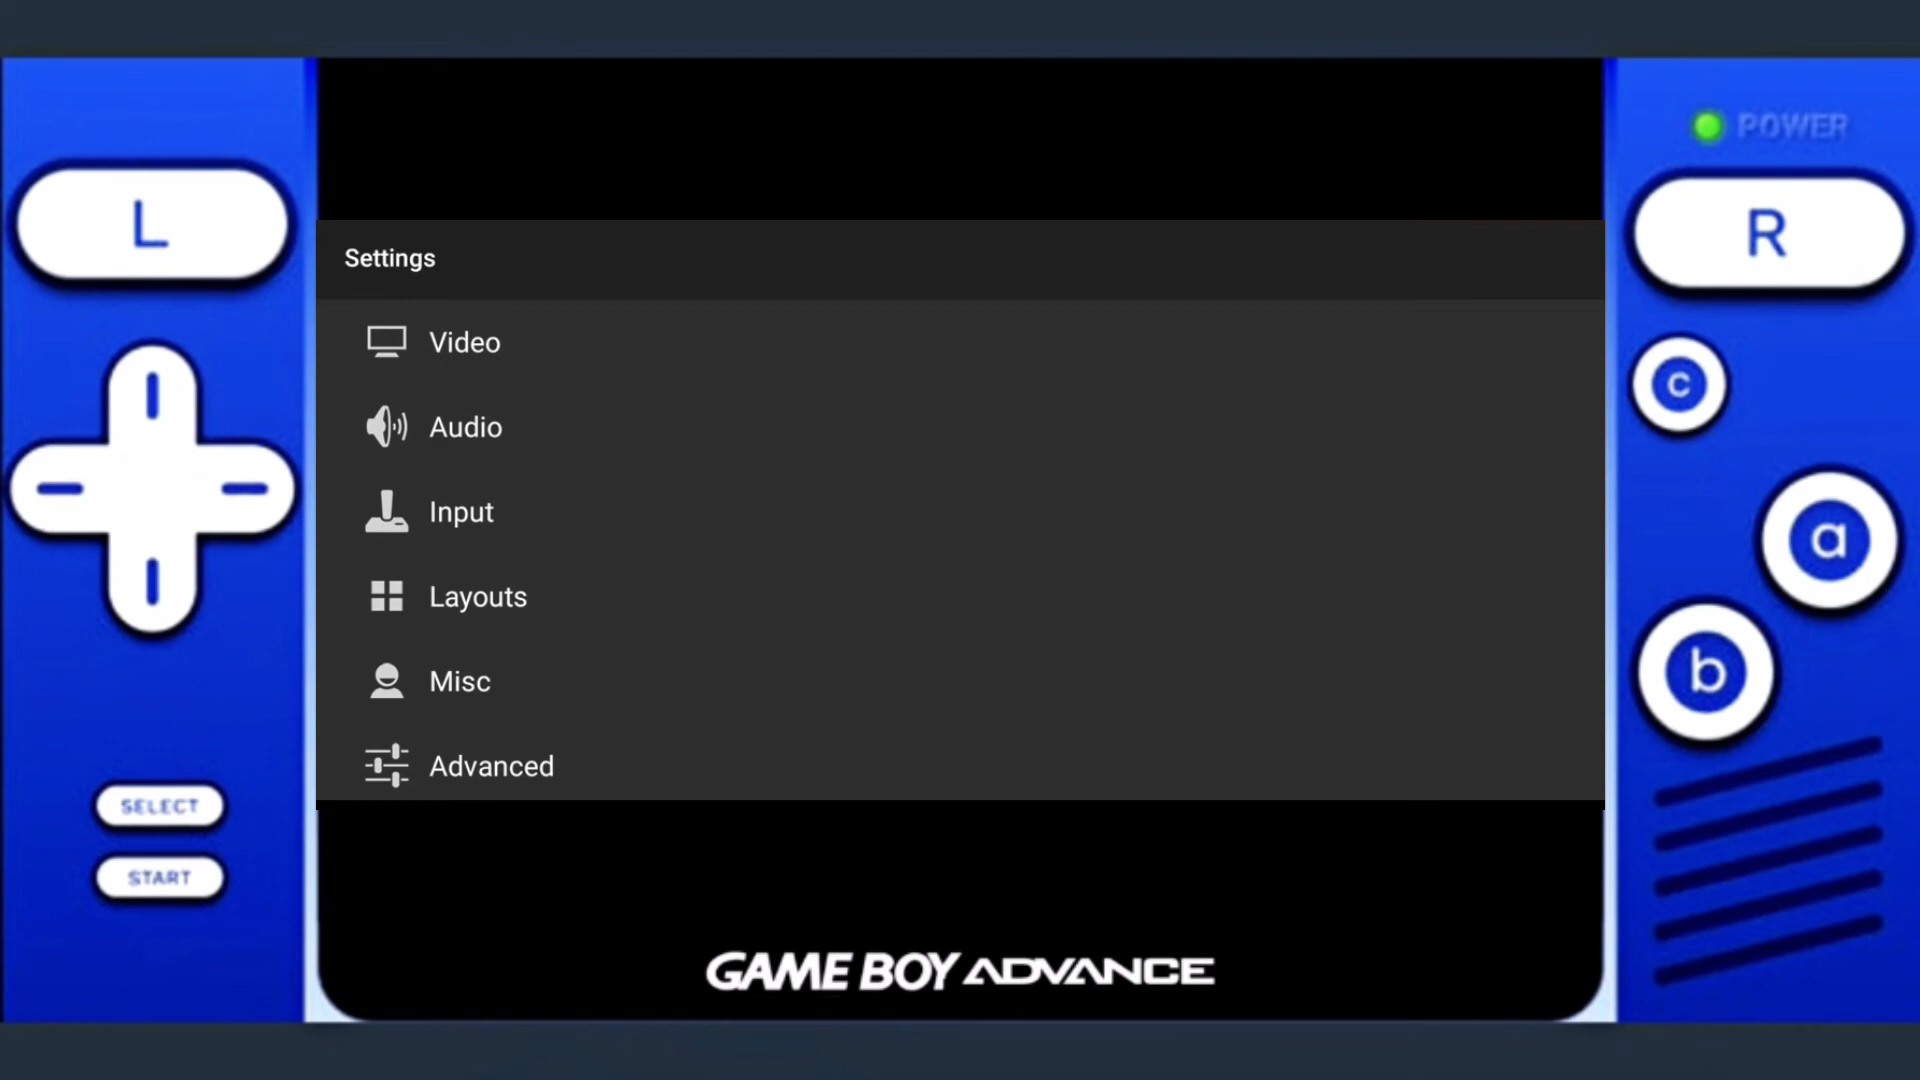 POWER
L
R
Settings
Video
c
Audio
Input
a
Layouts
Misc
b
Advanced
SELECT
START
GAME BOY ADVANCE